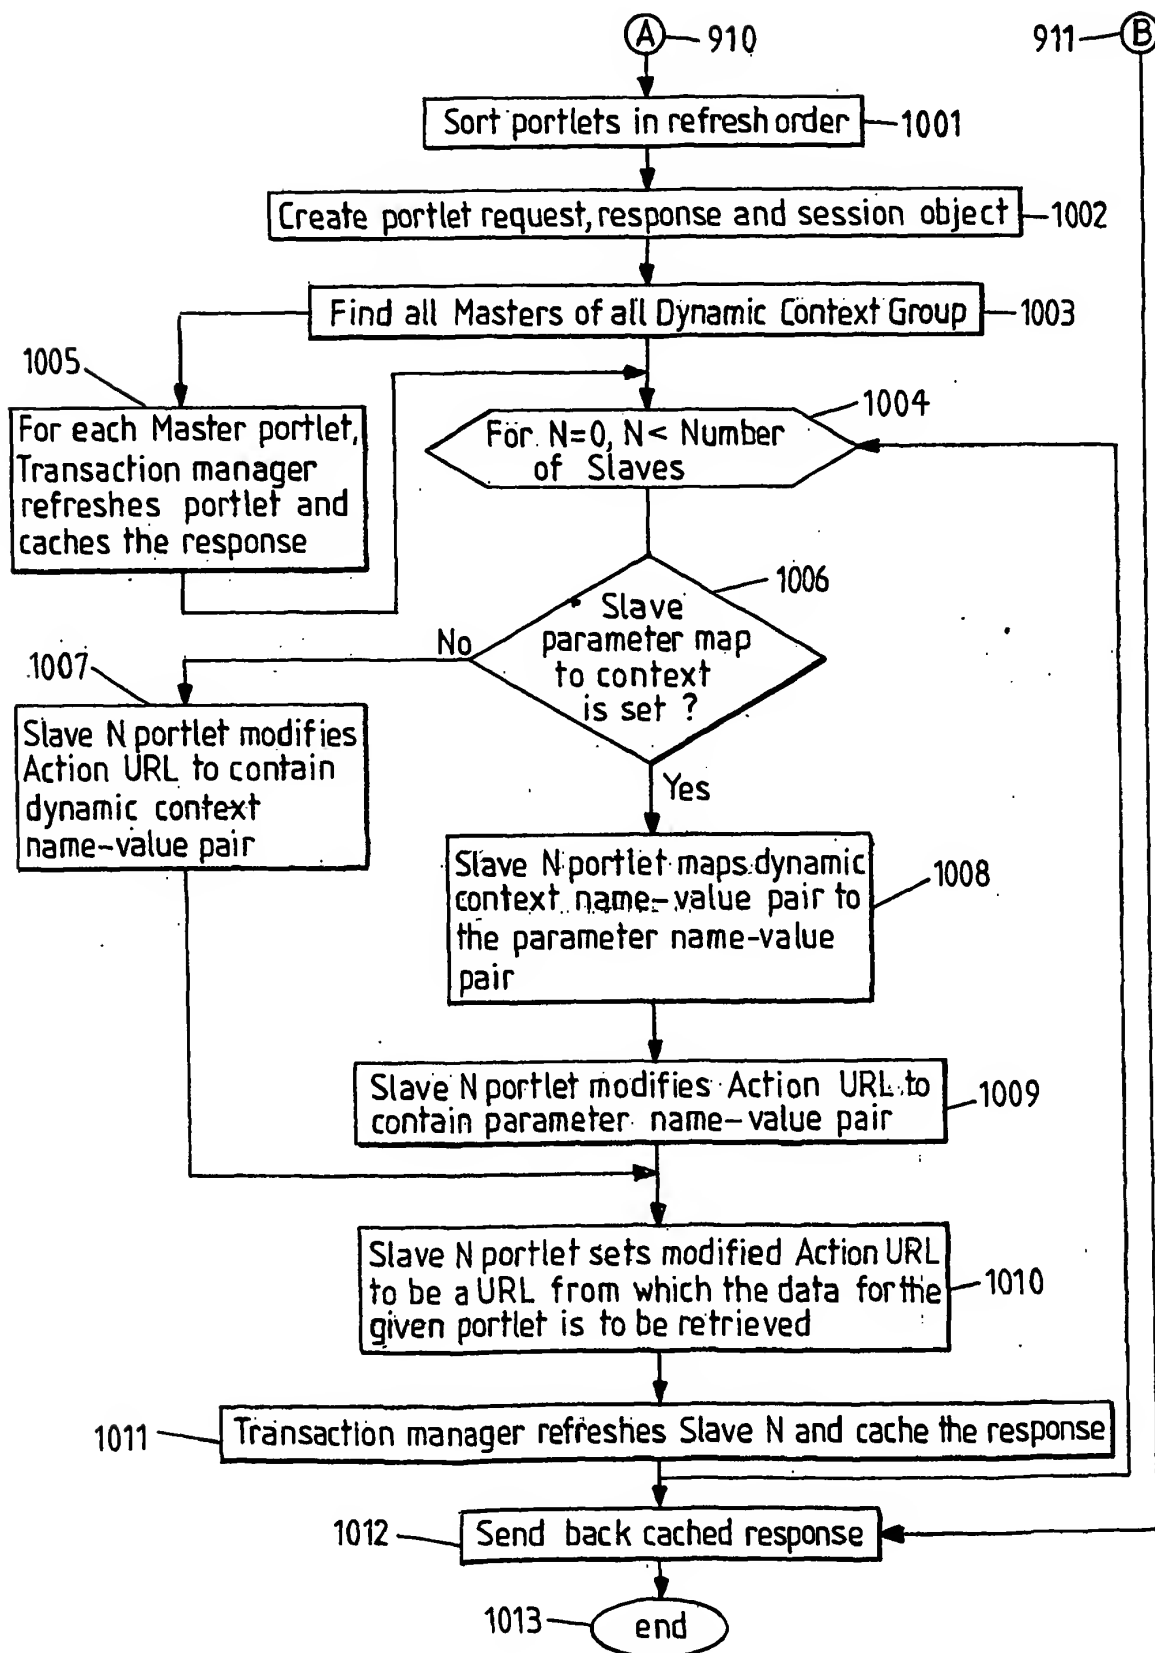 A
910
911
B
Sort portlets in refresh order
1001
Create portlet request, response and session object
1002
Find all Masters of all Dynamic Context Group
1003
1005
For each Master portlet,
Transaction manager
refreshes portlet and
caches the response
1004
For N=0, N< Number
of Slaves
1006
Slave
parameter map
to context
is set ?
No
1007
Slave N portlet modifies
Action URL to contain
dynamic context
name-value pair
Yes
Slave N portlet maps dynamic
context name-value pair to
the parameter name-value
pair
1008
Slave N portlet modifies Action URL to
contain parameter name-value pair
1009
Slave N portlet sets modified Action URL
to be a URL from which the data for the
given portlet is to be retrieved
1010
1011
Transaction manager refreshes Slave N and cache the response
1012
Send back cached response
1013
end